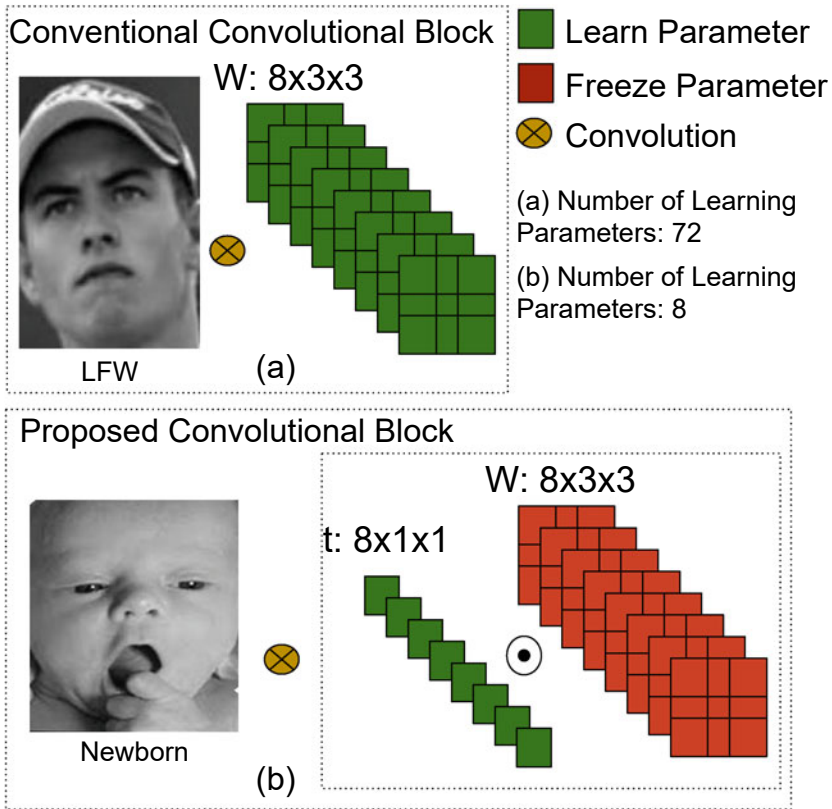 Conventional Convolutional Block
W: 8x3x3
LFW
(a)
Learn Parameter
Freeze Parameter
Convolution
(a) Number of Learning
Parameters: 72
(b) Number of Learning
Parameters: 8
Proposed Convolutional Block
W: 8x3x3
t: 8x1x1
Newborn
(b)